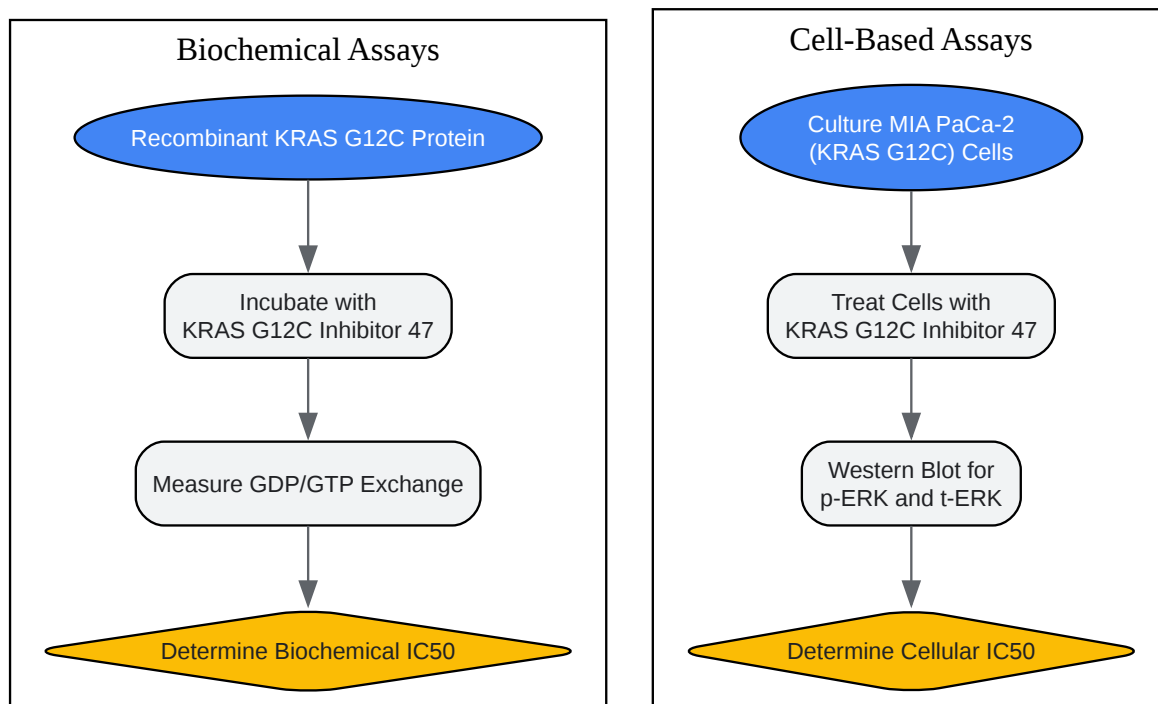 Biochemical Assays
Recombinant KRAS G12C Protein
Incubate with
KRAS G12C Inhibitor 47
Measure GDP/GTP Exchange
Determine Biochemical IC50
Cell-Based Assays
Culture MIA PaCa-2
(KRAS G12C) Cells
Treat Cells with
KRAS G12C Inhibitor 47
Western Blot for
p-ERK and t-ERK
Determine Cellular IC50